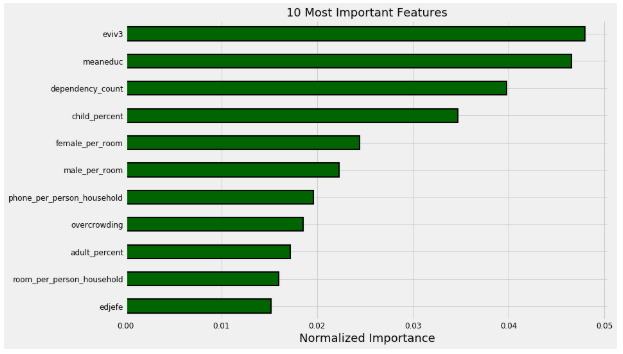 10 Most Important Features
eviv3
meaneduc
dependency_count
child_percent
female_per_room
male_per_room
phone_per_person_household
overcrowding
adult_percent
room_per_person_household
edjefe
0.00 0.01 0.02 0.03 0.04 0.05
Normalized Importance